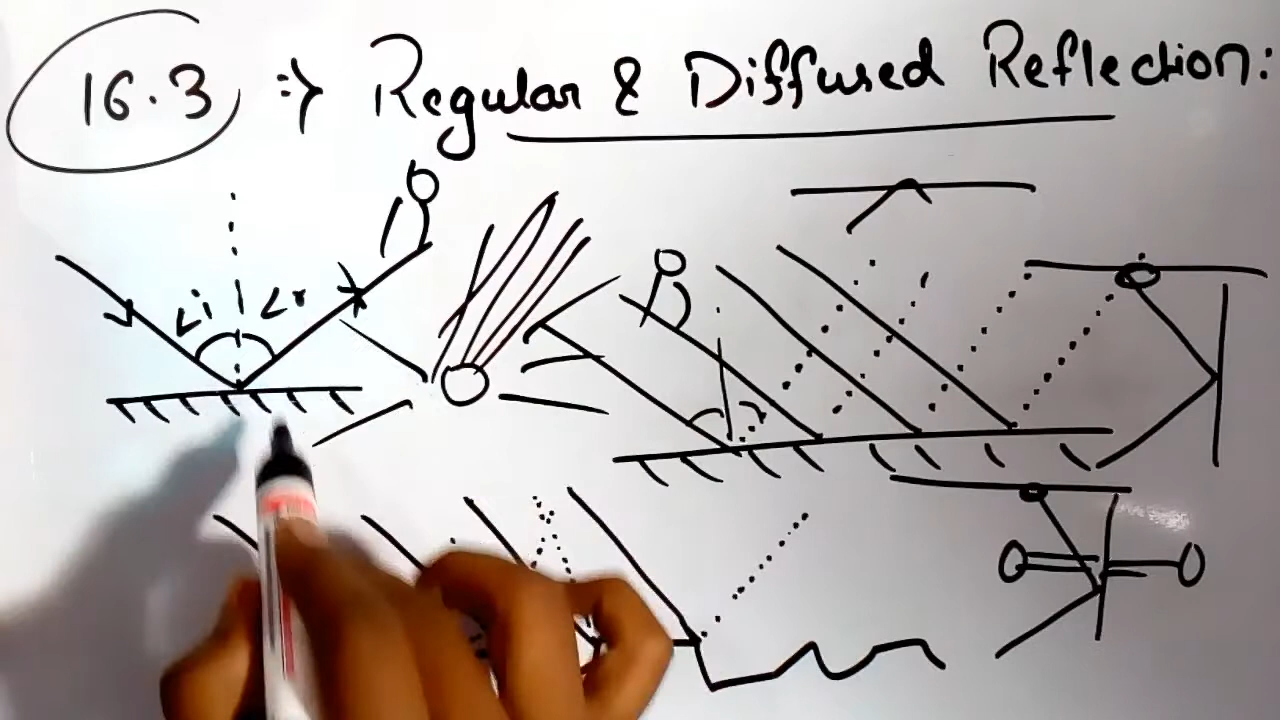 16.3 :-) Regular & Diffused Reflection:
∠i ∠r